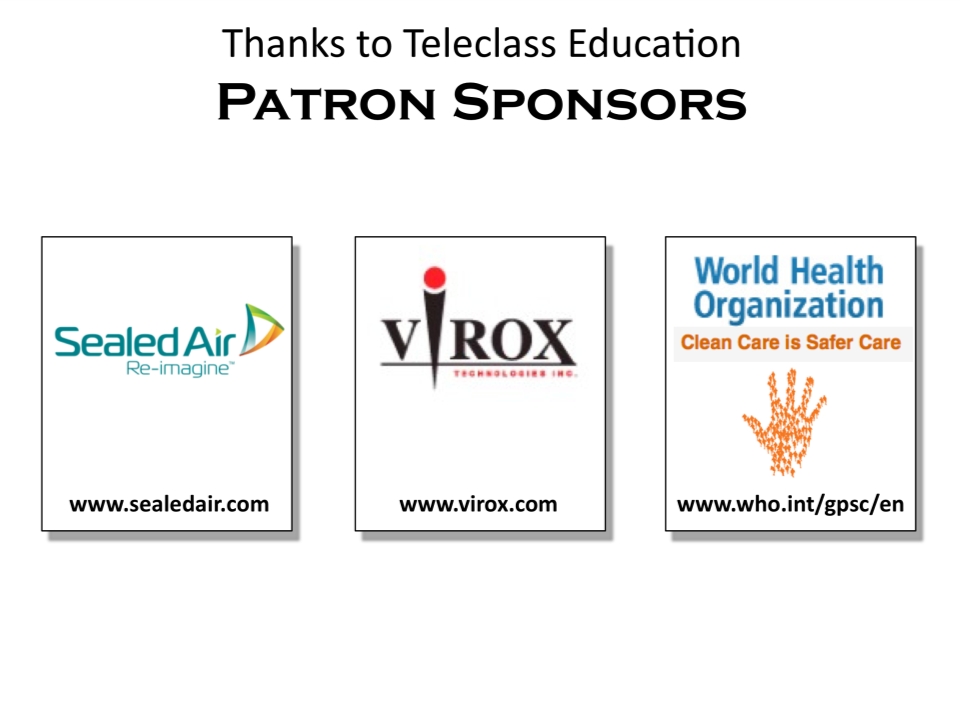 Thanks to Teleclass Education
PATRON SPONSORS
Sealed Air
Re-imagine™
www.sealedair.com
VIROX
TECHNOLOGIES INC.
www.virox.com
World Health
Organization
Clean Care is Safer Care
www.who.int/gpsc/en